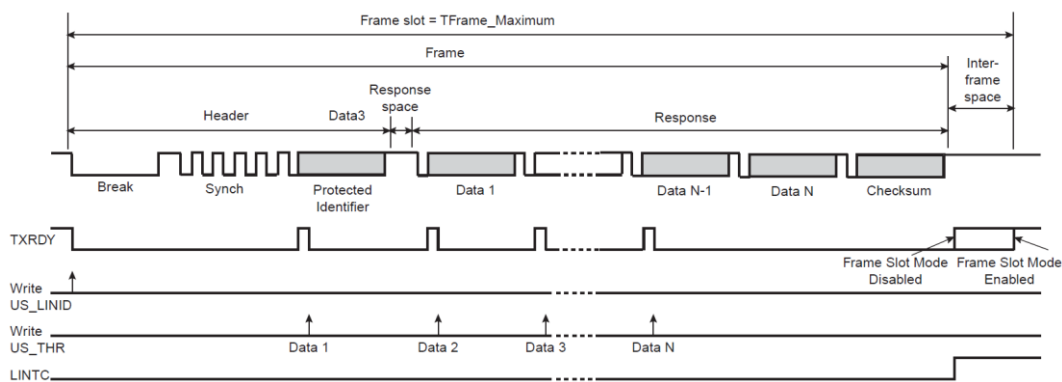 Frame slot = TFrame_Maximum
Frame
Inter-
frame
space
Response
space
Header
Data3
Response
Break
Synch
Protected
Identifier
Data 1
Data N-1
Data N
Checksum
TXRDY
Frame Slot Mode
Disabled
Frame Slot Mode
Enabled
Write
US_LINID
Write
US_THR
Data 1
Data 2
Data 3
Data N
LINTC